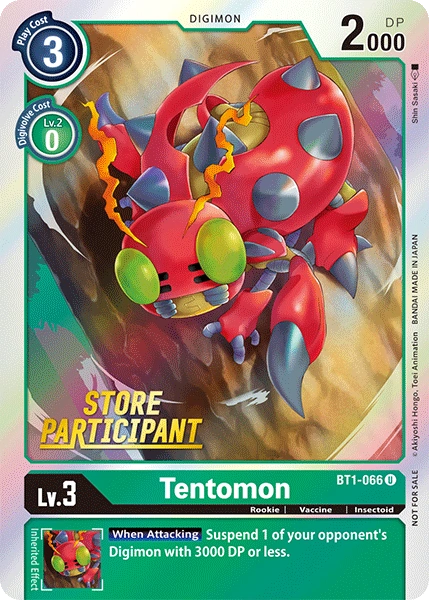 Play Cost
3
DIGIMON
2000
DP
Digivolve Cost
Lv.2
0
Shin Sasaki
©Akiyoshi Hongo, Toei Animation BANDAI MADE IN JAPAN
NOT FOR SALE
STORE
PARTICIPANT
Lv.3
Tentomon
BT1-066 U
Rookie | Vaccine | Insectoid
Inherited Effect
When Attacking Suspend 1 of your opponent's
Digimon with 3000 DP or less.